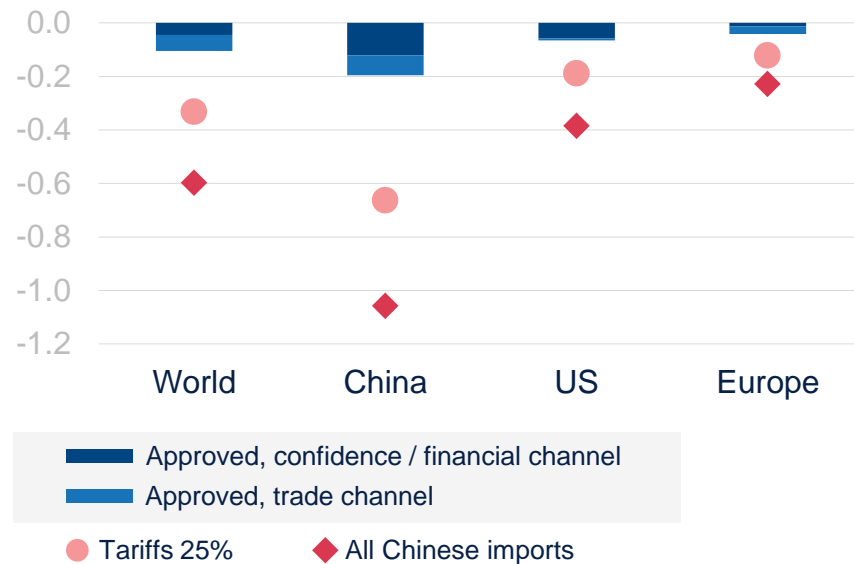 0.0
-0.2
-0.4
-0.6
-0.8
-1.0
-1.2
World China US Europe
Approved, confidence / financial channel
Approved, trade channel
Tariffs 25% All Chinese imports